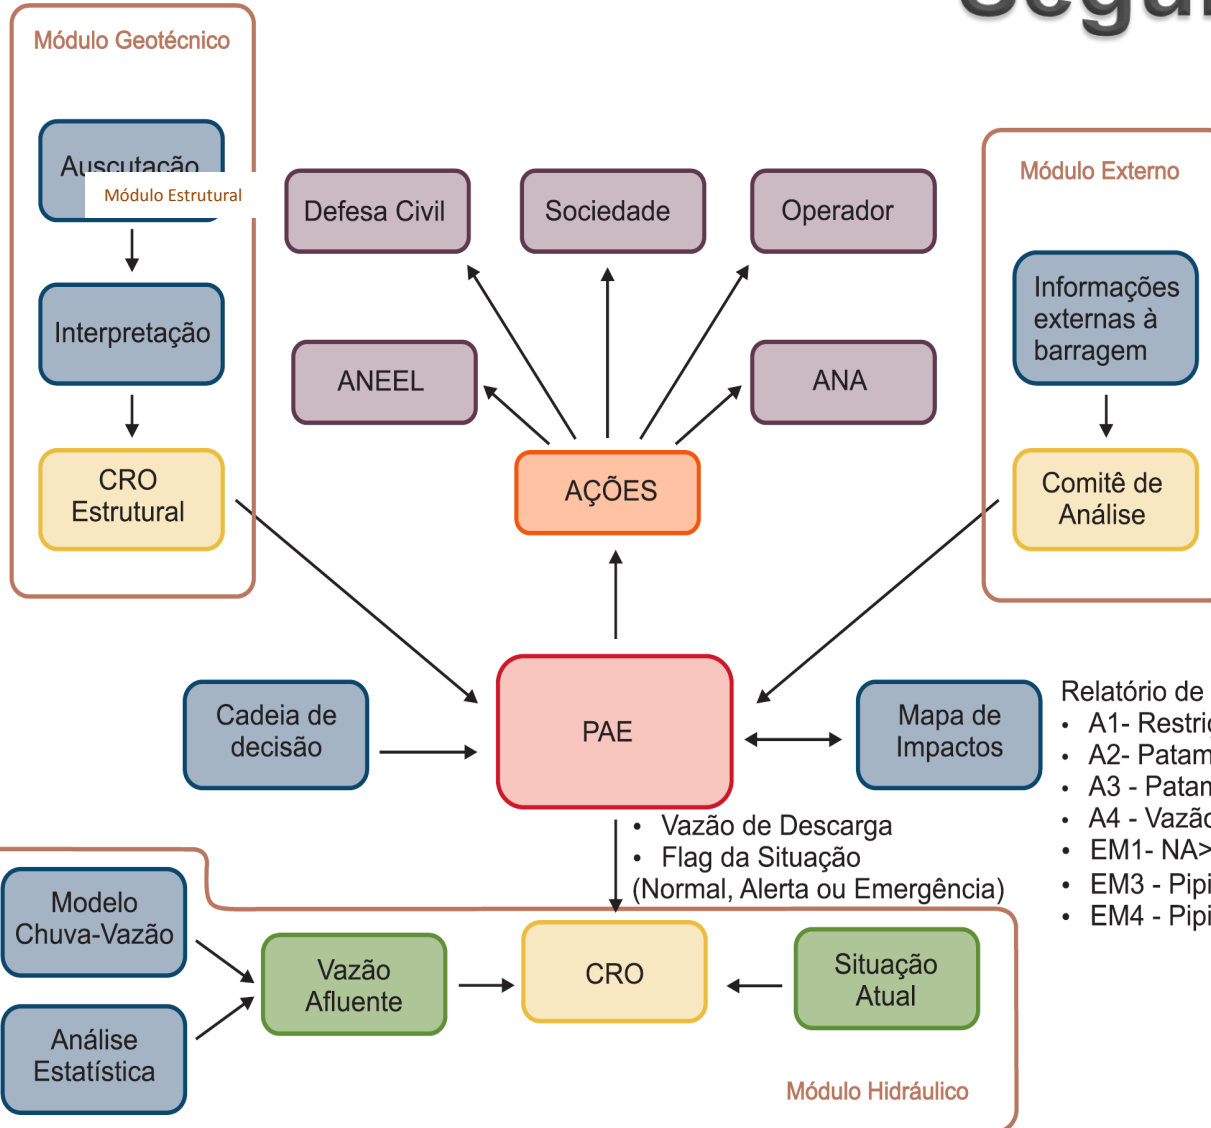 Módulo Geotécnico
Auscutação
Módulo Estrutural
Interpretação
CRO
Estrutural
Defesa Civil
Sociedade
Operador
ANEEL
ANA
AÇÕES
Módulo Externo
Informações
externas à
barragem
Comitê de
Análise
Cadeia de
decisão
PAE
Mapa de
Impactos
Relatório de
• A1- Restri
• A2- Patam
• A3 - Patam
• A4 - Vazão
• EM1- NA>
• EM3 - Pipi
• EM4 - Pipi
• Vazão de Descarga
• Flag da Situação
(Normal, Alerta ou Emergência)
Modelo
Chuva-Vazão
Análise
Estatística
Vazão
Afluente
CRO
Situação
Atual
Módulo Hidráulico